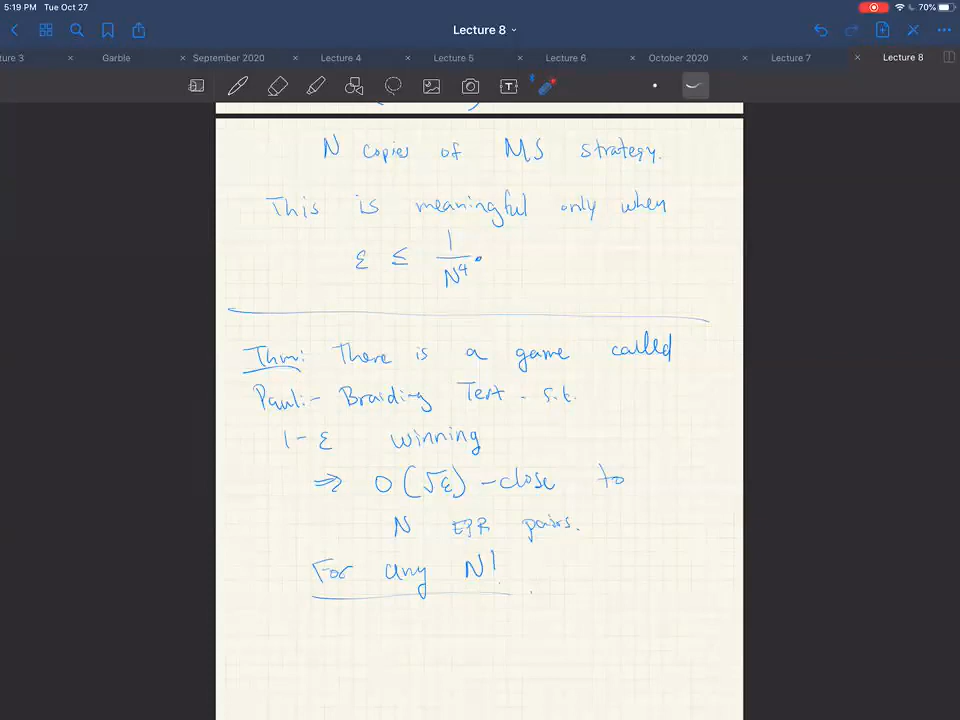 5:19 PM Tue Oct 27
70%
Lecture 8
ure 3
Garble
September 2020
Lecture 4
Lecture 5
Lecture 6
October 2020
Lecture 7
Lecture 8
N copies of MS strategy.
This is meaningful only when
ε ≤ 1/N⁴.
Thm: There is a game called
Pauli-Braiding Test. s.t.
1-ε winning
⇒ O(√ε)-close to
N EPR pairs.
For any N!